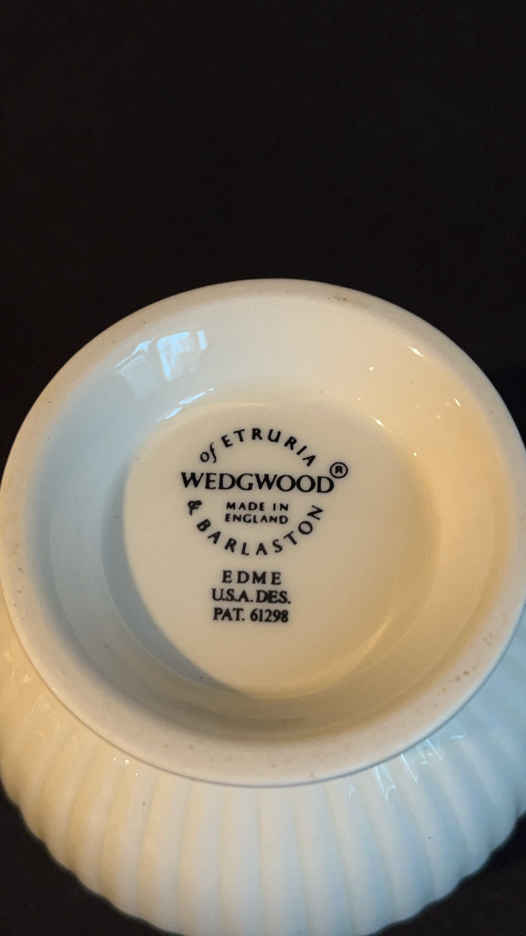 of ETRURIA
WEDGWOOD®
MADE IN
ENGLAND
& BARLASTON
EDME
U.S.A. DES.
PAT. 61298